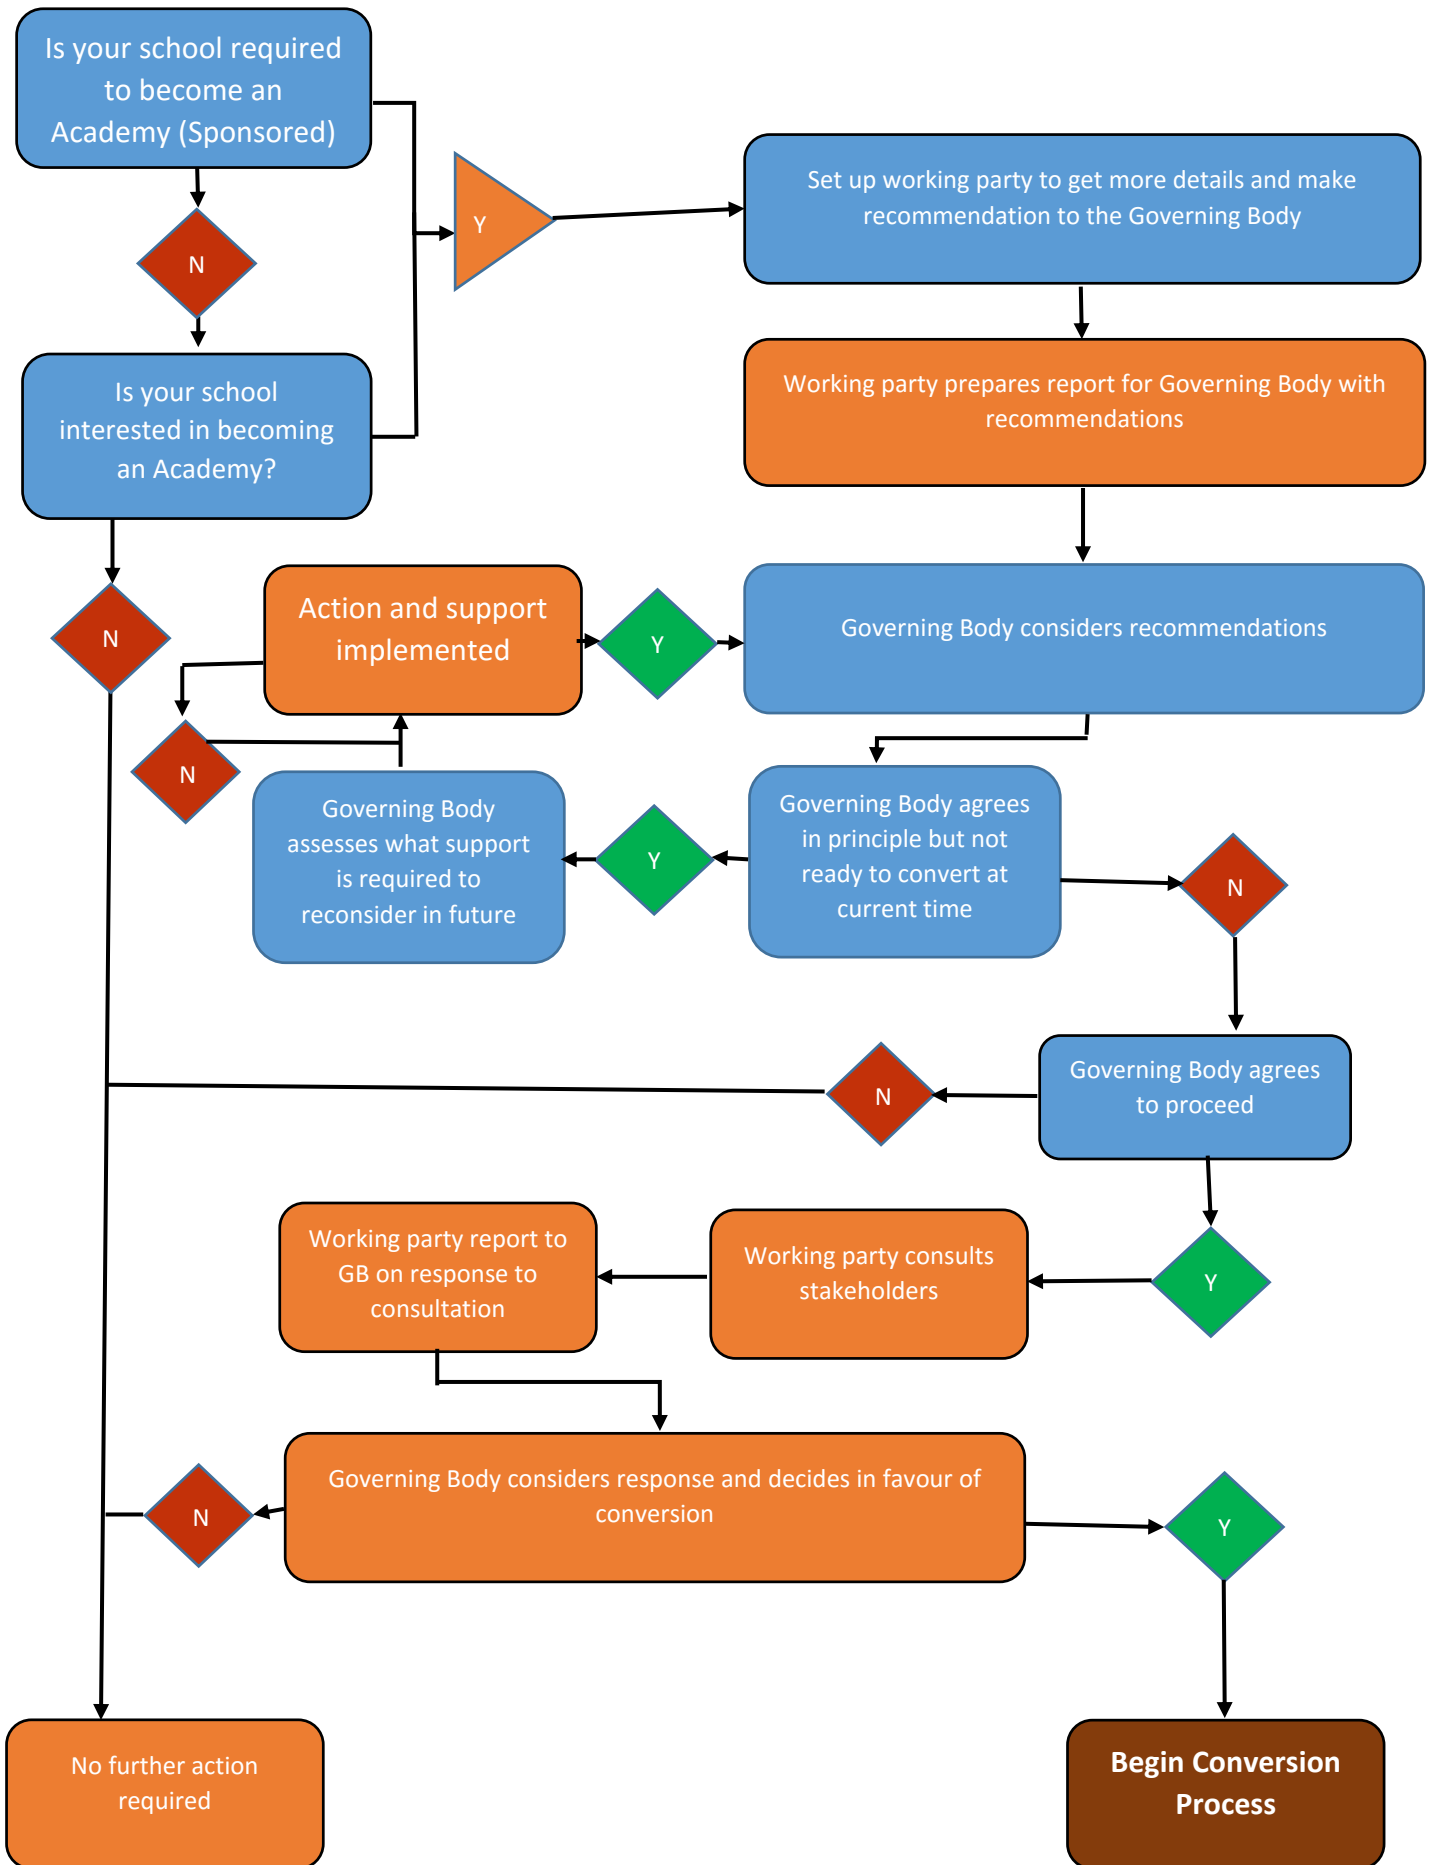 Is your school required
to become an
Academy (Sponsored)
Y
Set up working party to get more details and make
recommendation to the Governing Body
N
Is your school
interested in becoming
an Academy?
Working party prepares report for Governing Body with
recommendations
N
Action and support
implemented
Y
Governing Body considers recommendations
N
Governing Body
assesses what support
is required to
reconsider in future
Y
Governing Body agrees
in principle but not
ready to convert at
current time
N
Governing Body agrees
to proceed
N
Y
Working party consults
stakeholders
Working party report to
GB on response to
consultation
Governing Body considers response and decides in favour of
conversion
N
Y
No further action
required
Begin Conversion
Process